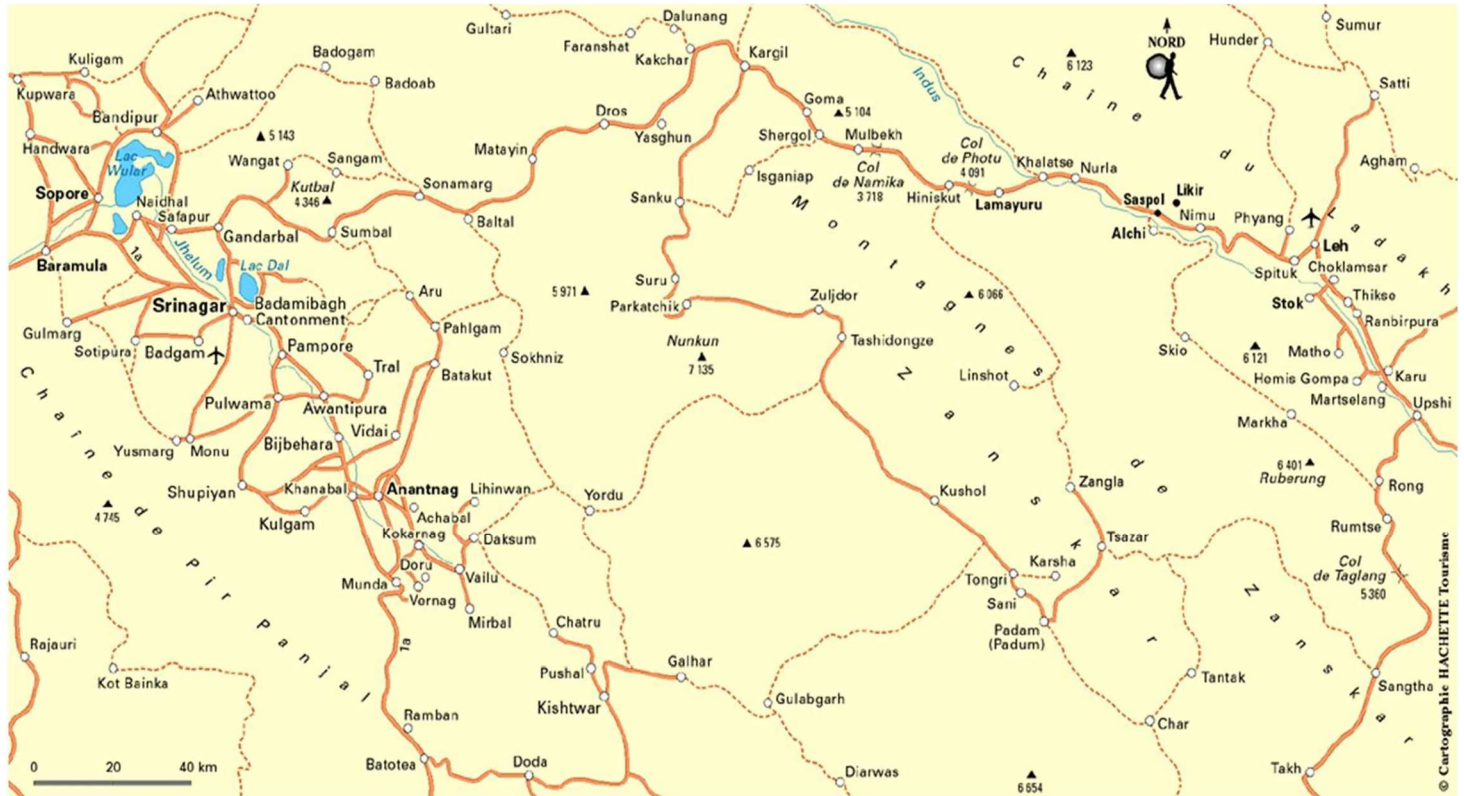 Gultari
Dalunang
Faranshat
Kakchar
Kargil
NORD
Hunder
Sumur
Kuligam
Badogam
Badoab
Kupwara
Athwattoo
Bandipur
Indus
Chaîne du Ladakh
6 123
Satti
Goma
5 104
Dros
Yasghun
Handwara
5 143
Shergol
Mulbekh
Matayin
Lac
Wular
Wangat
Sangam
Col
de Photu
4 091
Khalatse
Nurla
Agham
Col
de Namika
3 718
Isganiap
Kutbal
4 346
Sonamarg
Sopore
Naidhal
Safapur
Sanku
Hiniskut
Lamayuru
Saspol
Likir
Nimu
Phyang
Baltal
Gandarbal
Sumbal
Alchi
Leh
1a
Jhelum
Lac Dal
Baramula
Spituk
Choklamsar
Suru
5 971
Aru
Srinagar
Badamibagh
Cantonment
Parkatchik
Zuljdor
6 066
Stok
Thikse
Ranbirpura
Gulmarg
Sotipura
Badgam
Pahlgam
Pampore
Tral
Nunkun
7 135
Tashidongze
Sokhniz
Skio
6 121
Matho
Batakut
Linshot
Hemis Gompa
Karu
Martselang
Pulwama
Awantipura
Upshi
Markha
Yusmarg
Monu
Bijbehara
Vidai
Montagnes de Zanskar
6 401
Ruberung
Shupiyan
Khanabal
Anantnag
Lihinwan
Yordu
Kushol
Zangla
Rong
Kulgam
Achabal
4 745
Chaine de Pir Panjal
Kokarnag
Daksum
6 575
Tsazar
Rumtse
Doru
Munda
Vernag
Vailu
Karsha
Tongri
Sani
Col
de Taglang
5 360
Mirbal
Chatru
Padam
(Padum)
Zanskar
Rajauri
1a
Kot Bainka
Pushal
Galhar
Tantak
Sangtha
Kishtwar
Gulabgarh
Ramban
Char
Batotea
Doda
Diarwas
6 654
Takh
0 20 40 km
© Cartographie HACHETTE Tourisme